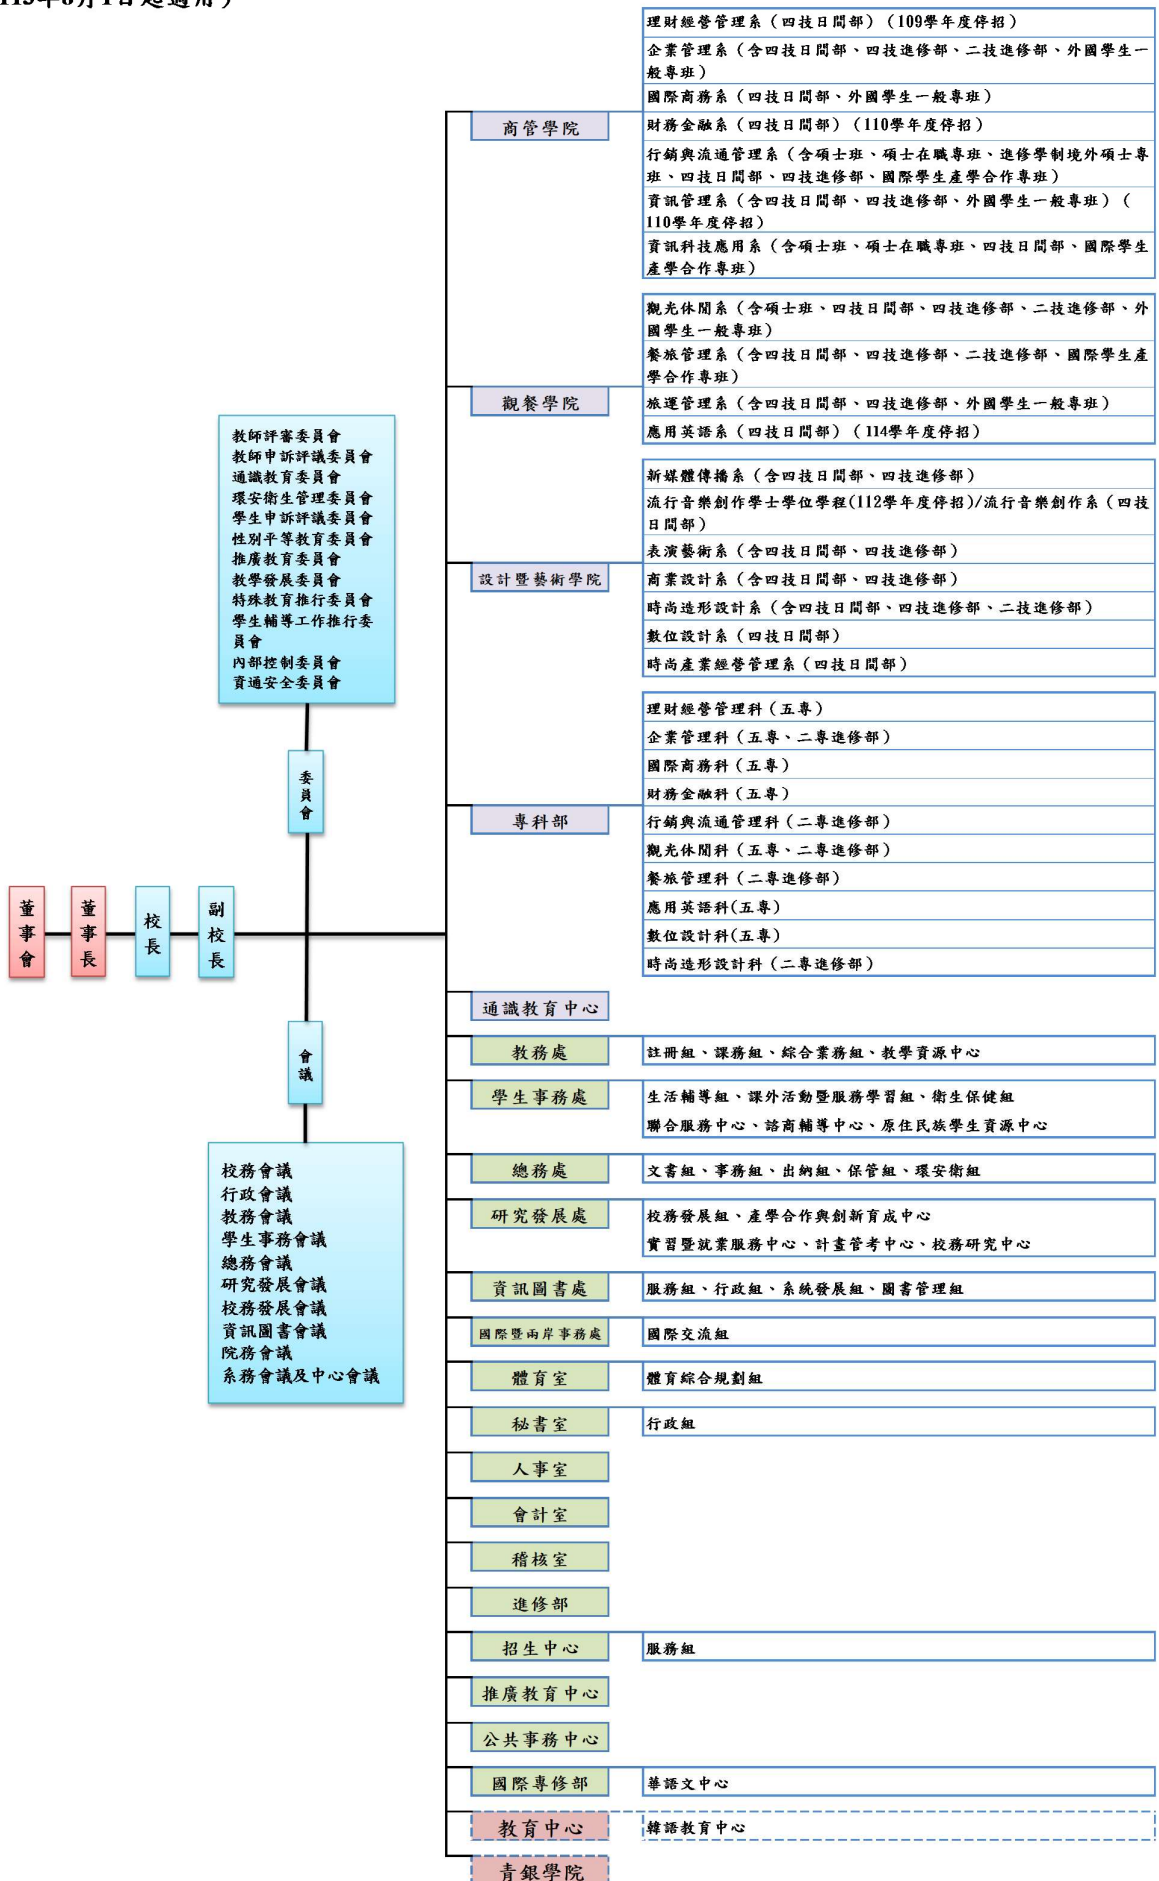 年8月1日起適用）
理財經營管理系（四技日間部）（109學年度停招）
企業管理系（含四技日間部、四技進修部、二技進修部、外國學生一
般專班）
國際商務系（四技日間部、外國學生一般專班）
商管學院
財務金融系（四技日間部）（110學年度停招）
行銷與流通管理系（含碩士班、碩士在職專班、進修學制境外碩士專
班、四技日間部、四技進修部、國際學生產學合作專班）
資訊管理系（含四技日間部、四技進修部、外國學生一般專班）（
110學年度停招）
資訊科技應用系（含碩士班、碩士在職專班、四技日間部、國際學生
產學合作專班）
觀光休閒系（含碩士班、四技日間部、四技進修部、二技進修部、外
國學生一般專班）
餐旅管理系（含四技日間部、四技進修部、二技進修部、國際學生產
學合作專班）
觀餐學院
旅運管理系（含四技日間部、四技進修部、外國學生一般專班）
應用英語系（四技日間部）（114學年度停招）
新媒體傳播系（含四技日間部、四技進修部）
流行音樂創作學士學位學程(112學年度停招)/流行音樂創作系（四技
日間部）
表演藝術系（含四技日間部、四技進修部）
設計暨藝術學院
商業設計系（含四技日間部、四技進修部）
時尚造形設計系（含四技日間部、四技進修部、二技進修部）
數位設計系（四技日間部）
時尚產業經營管理系（四技日間部）
理財經營管理科（五專）
企業管理科（五專、二專進修部）
國際商務科（五專）
財務金融科（五專）
專科部
行銷與流通管理科（二專進修部）
觀光休閒科（五專、二專進修部）
餐旅管理科（二專進修部）
應用英語科(五專)
數位設計科(五專)
時尚造形設計科（二專進修部）
教師評審委員會
教師申訴評議委員會
通識教育委員會
環安衛生管理委員會
學生申訴評議委員會
性別平等教育委員會
推廣教育委員會
教學發展委員會
特殊教育推行委員會
學生輔導工作推行委
員會
內部控制委員會
資通安全委員會
委員會
董事會
董事長
校長
副校長
會議
校務會議
行政會議
教務會議
學生事務會議
總務會議
研究發展會議
校務發展會議
資訊圖書會議
院務會議
系務會議及中心會議
通識教育中心
教務處
註冊組、課務組、綜合業務組、教學資源中心
學生事務處
生活輔導組、課外活動暨服務學習組、衛生保健組
聯合服務中心、諮商輔導中心、原住民族學生資源中心
總務處
文書組、事務組、出納組、保管組、環安衛組
研究發展處
校務發展組、產學合作與創新育成中心
實習暨就業服務中心、計畫管考中心、校務研究中心
資訊圖書處
服務組、行政組、系統發展組、圖書管理組
國際暨兩岸事務處
國際交流組
體育室
體育綜合規劃組
秘書室
行政組
人事室
會計室
稽核室
進修部
招生中心
服務組
推廣教育中心
公共事務中心
國際專修部
華語文中心
教育中心
韓語教育中心
青銀學院